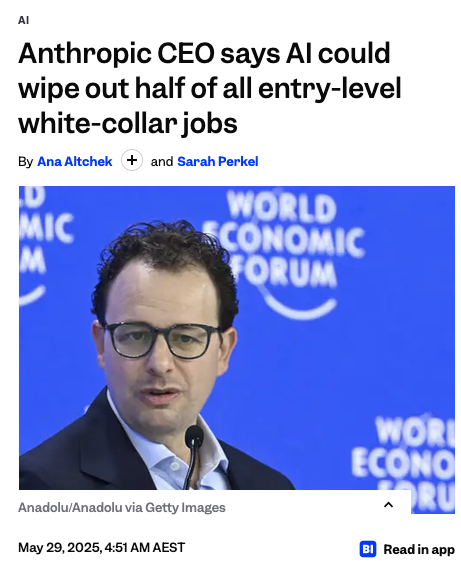 AI
Anthropic CEO says AI could
wipe out half of all entry-level
white-collar jobs
By Ana Altchek + and Sarah Perkel
WORLD
ECONOMIC
FORUM
LD
MIC
M
WORL
ECONO
FORU
Anadolu/Anadolu via Getty Images
May 29, 2025, 4:51 AM AEST
BI Read in app